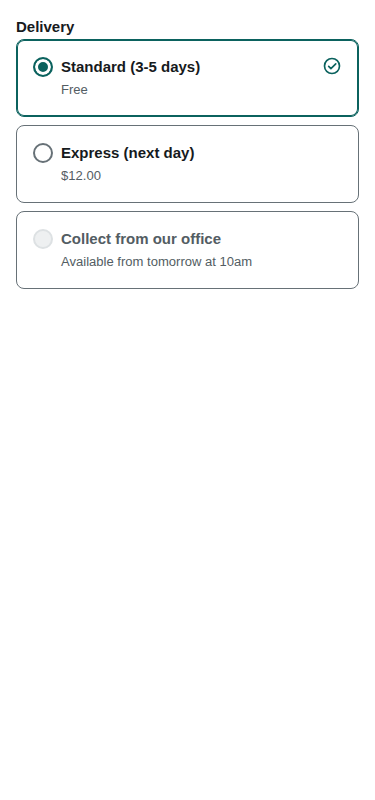 Delivery
Standard (3-5 days)
Free
Express (next day)
$12.00
Collect from our office
Available from tomorrow at 10am